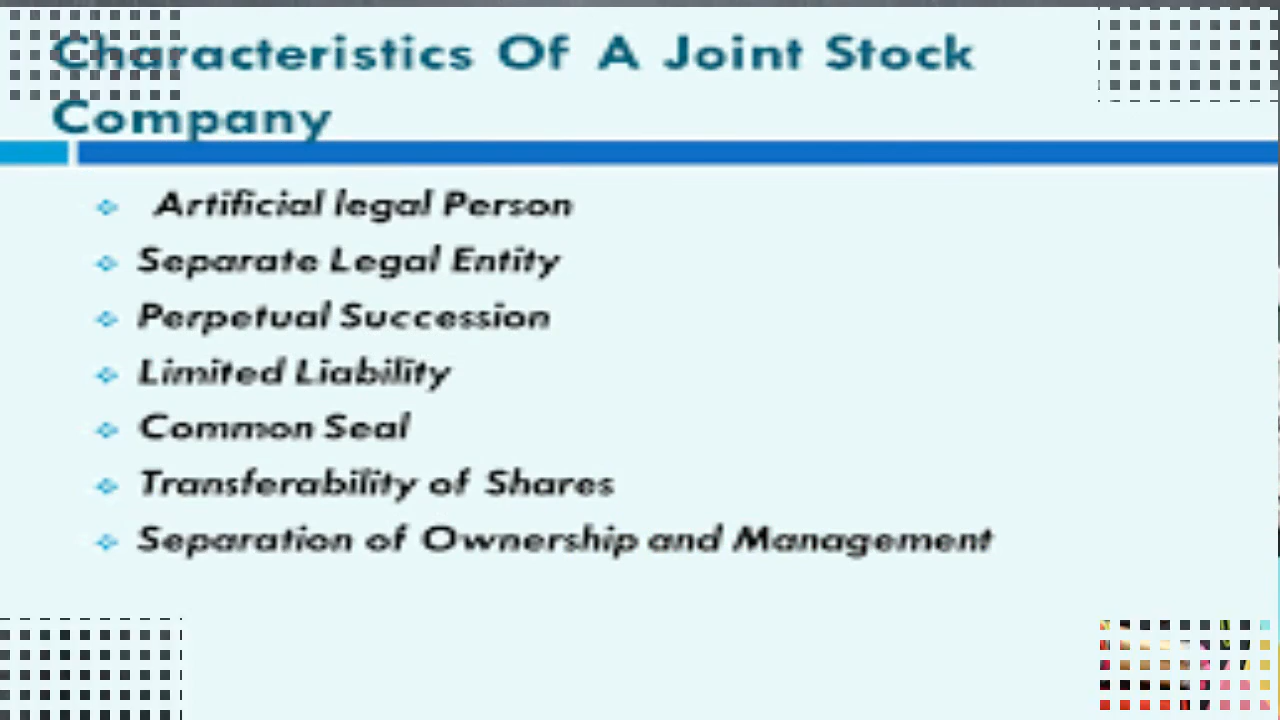 Characteristics Of A Joint Stock
Company
Artificial legal Person
Separate Legal Entity
Perpetual Succession
Limited Liability
Common Seal
Transferability of Shares
Separation of Ownership and Management